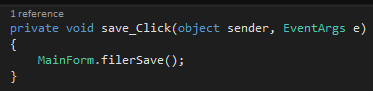 1 reference
private void save_Click(object sender, EventArgs e)
{
    MainForm.filerSave();
}